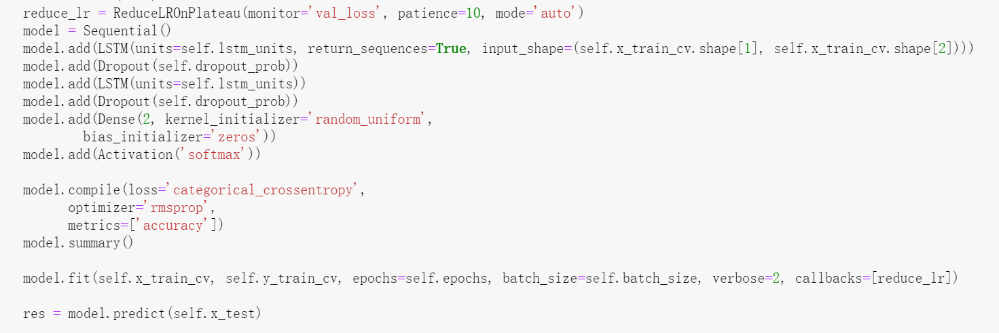 reduce_lr = ReduceLROnPlateau(monitor='val_loss', patience=10, mode='auto')
model = Sequential()
model.add(LSTM(units=self.lstm_units, return_sequences=True, input_shape=(self.x_train_cv.shape[1], self.x_train_cv.shape[2])))
model.add(Dropout(self.dropout_prob))
model.add(LSTM(units=self.lstm_units))
model.add(Dropout(self.dropout_prob))
model.add(Dense(2, kernel_initializer='random_uniform',
        bias_initializer='zeros'))
model.add(Activation('softmax'))

model.compile(loss='categorical_crossentropy',
      optimizer='rmsprop',
      metrics=['accuracy'])
model.summary()

model.fit(self.x_train_cv, self.y_train_cv, epochs=self.epochs, batch_size=self.batch_size, verbose=2, callbacks=[reduce_lr])

res = model.predict(self.x_test)